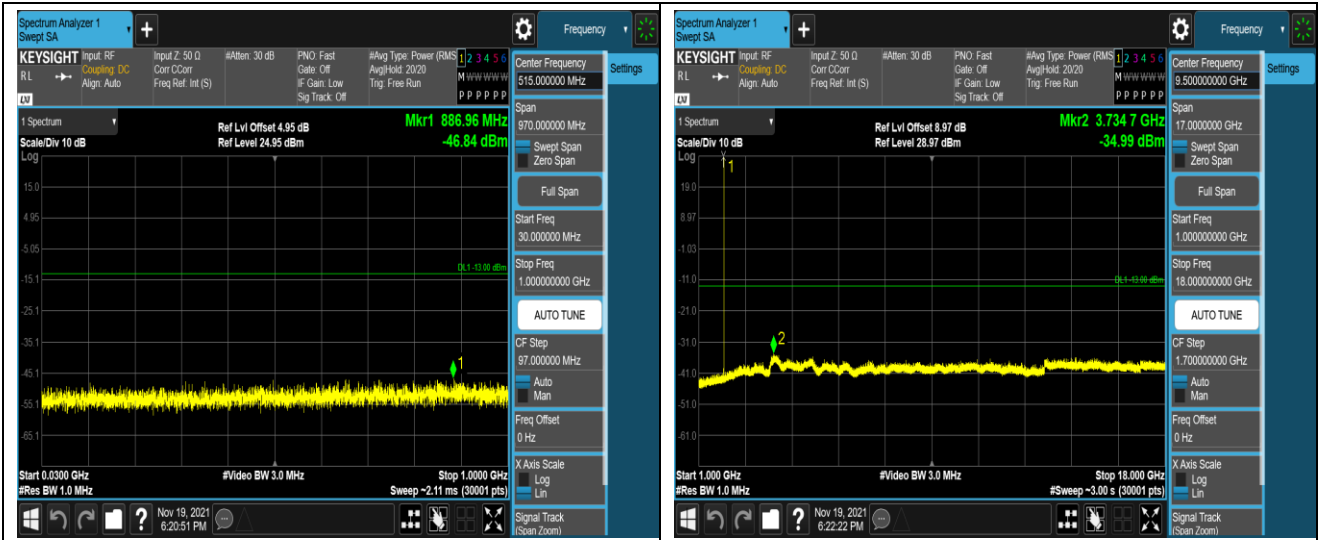 Spectrum Analyzer 1
Swept SA
+
Frequency
KEYSIGHT
RL
LXI
Input: RF
Coupling: DC
Align: Auto
Input Z: 50 Ω
Corr CCorr
Freq Ref: Int (S)
#Atten: 30 dB
PNO: Fast
Gate: Off
IF Gain: Low
Sig Track: Off
#Avg Type: Power (RMS
Avg|Hold: 20/20
Trig: Free Run
1 2 3 4 5 6
M W W W W W
P P P P P P
1 Spectrum
Scale/Div 10 dB
Log
Ref Lvl Offset 4.95 dB
Ref Level 24.95 dBm
Mkr1 886.96 MHz
-46.84 dBm
15.0
4.95
-5.05
-15.1
-25.1
-35.1
-45.1
-55.1
-65.1
DL1 -13.00 dBm
1
Start 0.0300 GHz
#Res BW 1.0 MHz
#Video BW 3.0 MHz
Stop 1.0000 GHz
Sweep ~2.11 ms (30001 pts)
Nov 19, 2021
6:20:51 PM
?
Center Frequency
515.000000 MHz
Span
970.000000 MHz
Swept Span
Zero Span
Full Span
Start Freq
30.000000 MHz
Stop Freq
1.000000000 GHz
AUTO TUNE
CF Step
97.000000 MHz
Auto
Man
Freq Offset
0 Hz
X Axis Scale
Log
Lin
Signal Track
(Span Zoom)
Settings
Spectrum Analyzer 1
Swept SA
+
Frequency
KEYSIGHT
RL
LXI
Input: RF
Coupling: DC
Align: Auto
Input Z: 50 Ω
Corr CCorr
Freq Ref: Int (S)
#Atten: 30 dB
PNO: Fast
Gate: Off
IF Gain: Low
Sig Track: Off
#Avg Type: Power (RMS
Avg|Hold: 20/20
Trig: Free Run
1 2 3 4 5 6
M W W W W W
P P P P P P
1 Spectrum
Scale/Div 10 dB
Log
Ref Lvl Offset 8.97 dB
Ref Level 28.97 dBm
Mkr2 3.734 7 GHz
-34.99 dBm
19.0
8.97
-1.03
-11.0
-21.0
-31.0
-41.0
-51.0
-61.0
DL1 -13.00 dBm
1
2
Start 1.000 GHz
#Res BW 1.0 MHz
#Video BW 3.0 MHz
Stop 18.000 GHz
#Sweep ~3.00 s (30001 pts)
Nov 19, 2021
6:22:22 PM
?
Center Frequency
9.500000000 GHz
Span
17.0000000 GHz
Swept Span
Zero Span
Full Span
Start Freq
1.000000000 GHz
Stop Freq
18.000000000 GHz
AUTO TUNE
CF Step
1.700000000 GHz
Auto
Man
Freq Offset
0 Hz
X Axis Scale
Log
Lin
Signal Track
(Span Zoom)
Settings